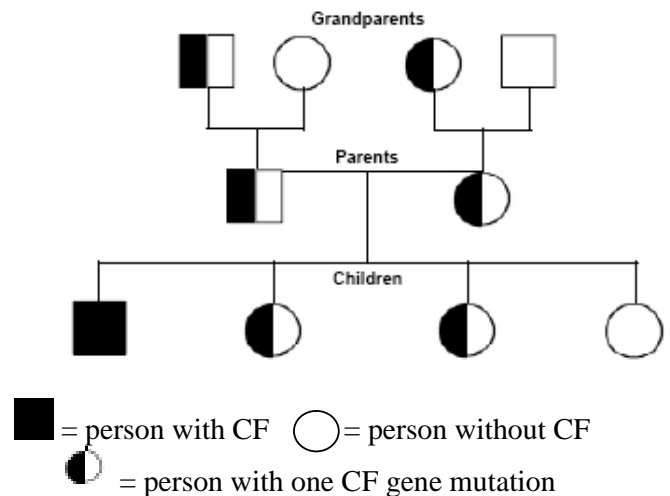 Grandparents
Parents
Children
= person with CF = person without CF
= person with one CF gene mutation